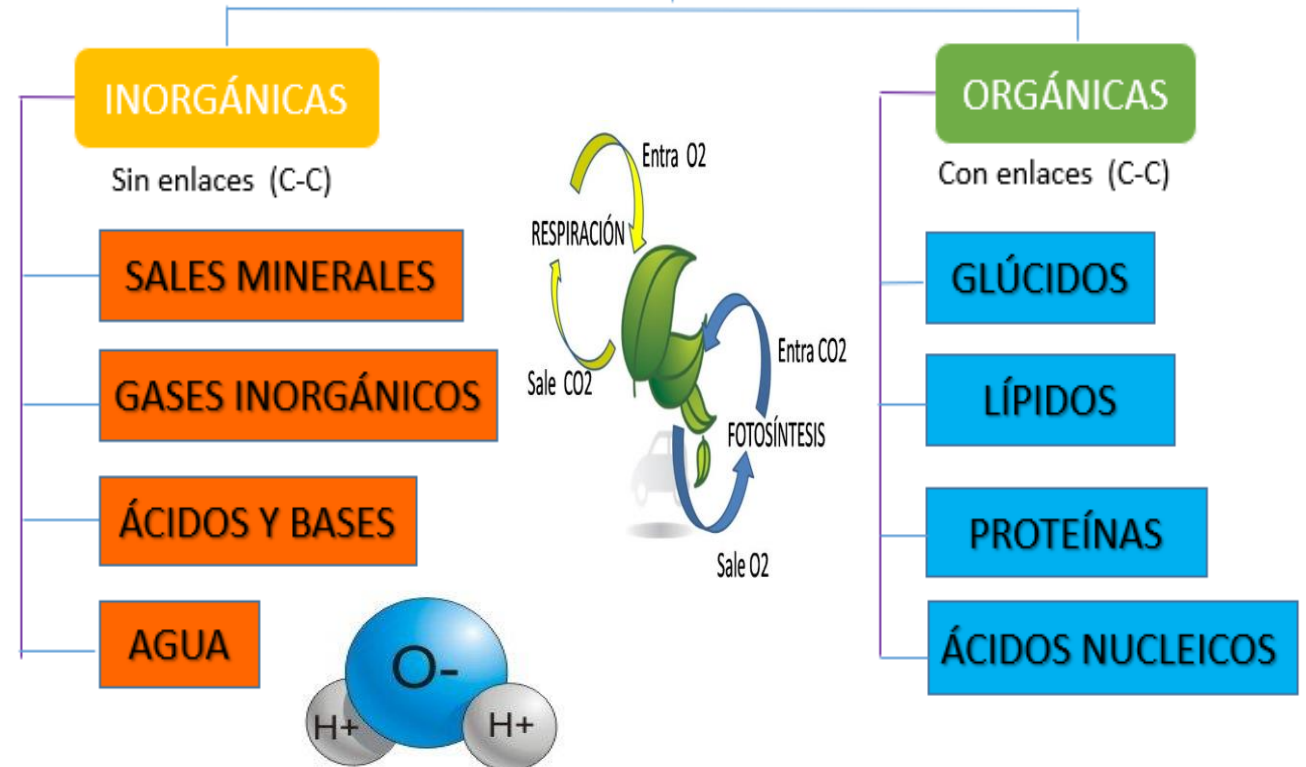 INORGÁNICAS
Sin enlaces (C-C)
SALES MINERALES
GASES INORGÁNICOS
ÁCIDOS Y BASES
AGUA
O-
H+
H+
Entra O2
RESPIRACIÓN
Sale CO2
Entra CO2
FOTOSÍNTESIS
Sale O2
ORGÁNICAS
Con enlaces (C-C)
GLÚCIDOS
LÍPIDOS
PROTEÍNAS
ÁCIDOS NUCLEICOS